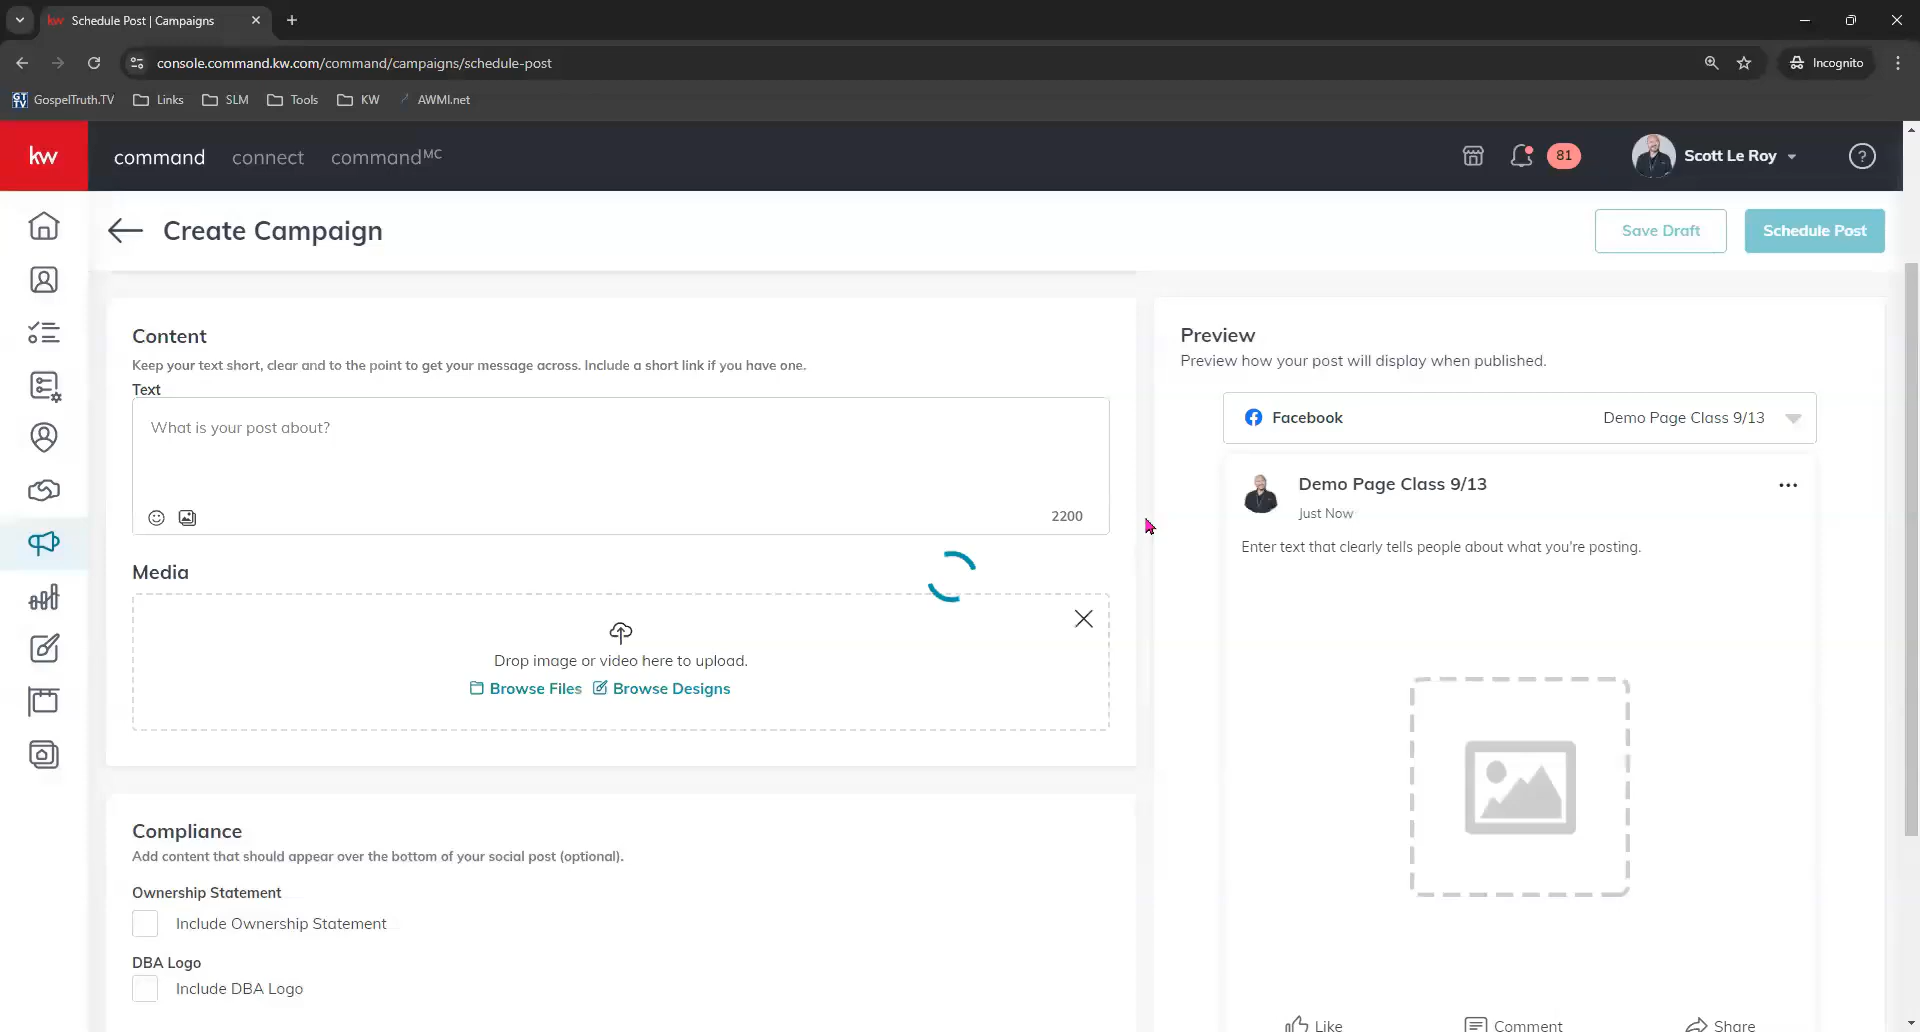 kw Schedule Post | Campaigns
console.command.kw.com/command/campaigns/schedule-post
Incognito
GT TV GospelTruth.TV Links SLM Tools KW AWMI.net
kw command connect commandMC 81 Scott Le Roy ?
Create Campaign Save Draft Schedule Post
Content
Keep your text short, clear and to the point to get your message across. Include a short link if you have one.
Text
What is your post about?
2200
Media
Drop image or video here to upload.
Browse Files Browse Designs
Compliance
Add content that should appear over the bottom of your social post (optional).
Ownership Statement
Include Ownership Statement
DBA Logo
Include DBA Logo
Preview
Preview how your post will display when published.
Facebook Demo Page Class 9/13
Demo Page Class 9/13
Just Now
Enter text that clearly tells people about what you're posting.
Like Comment Share